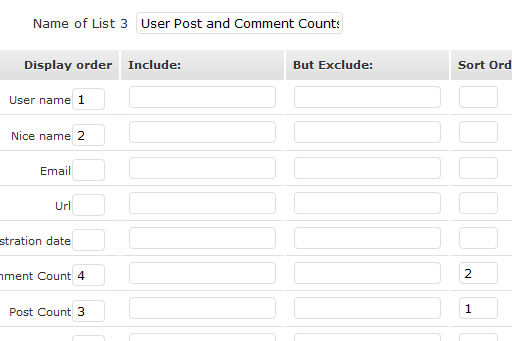 Name of List 3 User Post and Comment Counts
Display order Include: But Exclude: Sort Ord
User name 1
Nice name 2
Email
Url
stration date
nment Count 4 2
Post Count 3 1